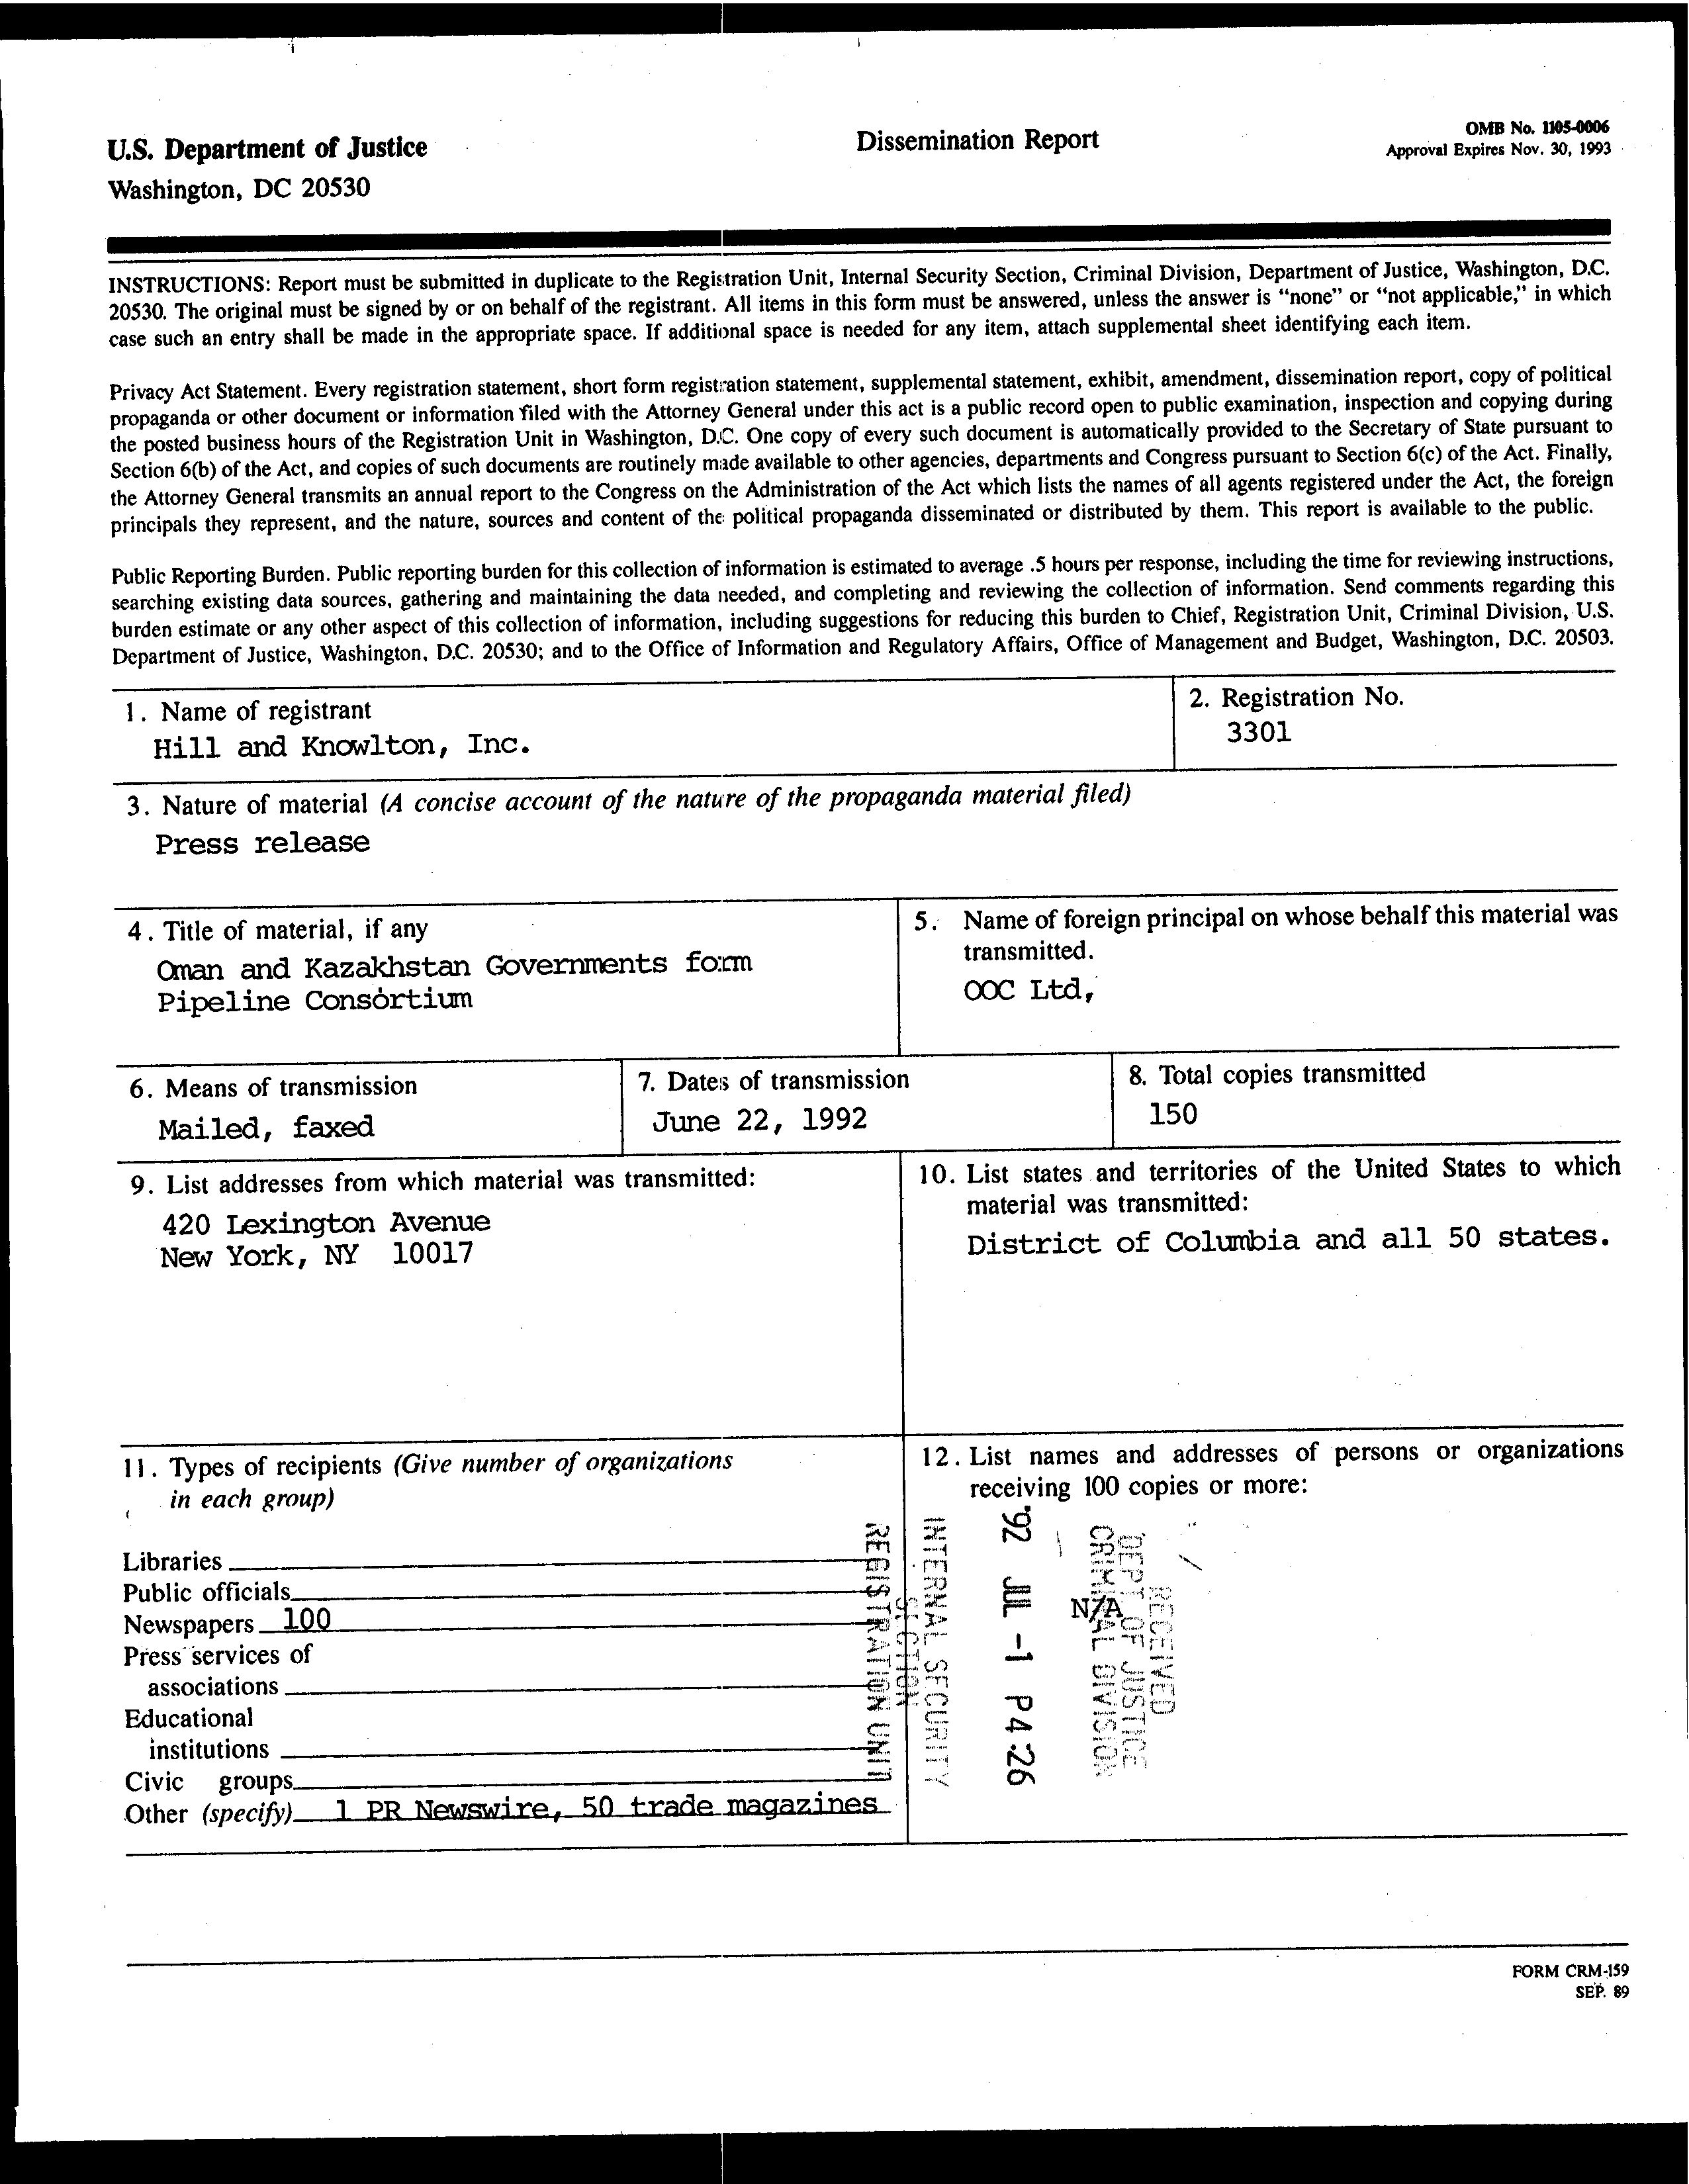 U.S. Department of Justice
Washington, DC 20530
Dissemination Report
OMB No. 1105-0006
Approval Expires Nov. 30, 1993
INSTRUCTIONS: Report must be submitted in duplicate to the Registration Unit, Internal Security Section, Criminal Division, Department of Justice, Washington, D.C.
20530. The original must be signed by or on behalf of the registrant. All items in this form must be answered, unless the answer is “none” or “not applicable,” in which
case such an entry shall be made in the appropriate space. If additional space is needed for any item, attach supplemental sheet identifying each item.
Privacy Act Statement. Every registration statement, short form registration statement, supplemental statement, exhibit, amendment, dissemination report, copy of political
propaganda or other document or information filed with the Attorney General under this act is a public record open to public examination, inspection and copying during
the posted business hours of the Registration Unit in Washington, D.C. One copy of every such document is automatically provided to the Secretary of State pursuant to
Section 6(b) of the Act, and copies of such documents are routinely made available to other agencies, departments and Congress pursuant to Section 6(c) of the Act. Finally,
the Attorney General transmits an annual report to the Congress on the Administration of the Act which lists the names of all agents registered under the Act, the foreign
principals they represent, and the nature, sources and content of the political propaganda disseminated or distributed by them. This report is available to the public.
Public Reporting Burden. Public reporting burden for this collection of information is estimated to average .5 hours per response, including the time for reviewing instructions,
searching existing data sources, gathering and maintaining the data needed, and completing and reviewing the collection of information. Send comments regarding this
burden estimate or any other aspect of this collection of information, including suggestions for reducing this burden to Chief, Registration Unit, Criminal Division, U.S.
Department of Justice, Washington, D.C. 20530; and to the Office of Information and Regulatory Affairs, Office of Management and Budget, Washington, D.C. 20503.
1. Name of registrant
Hill and Knowlton, Inc.
2. Registration No.
3301
3. Nature of material (A concise account of the nature of the propaganda material filed)
Press release
4. Title of material, if any
Oman and Kazakhstan Governments form
Pipeline Consortium
5. Name of foreign principal on whose behalf this material was
transmitted.
OOC Ltd,
6. Means of transmission
Mailed, faxed
7. Dates of transmission
June 22, 1992
8. Total copies transmitted
150
9. List addresses from which material was transmitted:
420 Lexington Avenue
New York, NY 10017
10. List states and territories of the United States to which
material was transmitted:
District of Columbia and all 50 states.
11. Types of recipients (Give number of organizations
in each group)
Libraries
Public officials
Newspapers 100
Press services of
associations
Educational
institutions
Civic groups
Other (specify) 1 PR Newswire, 50 trade magazines
12. List names and addresses of persons or organizations
receiving 100 copies or more:
N/A
RECEIVED
DEPT OF JUSTICE
CRIMINAL DIVISION
'92 JUL -1 P4:26
INTERNAL SECURITY
SECTION
REGISTRATION UNIT
FORM CRM-159
SEP. 89